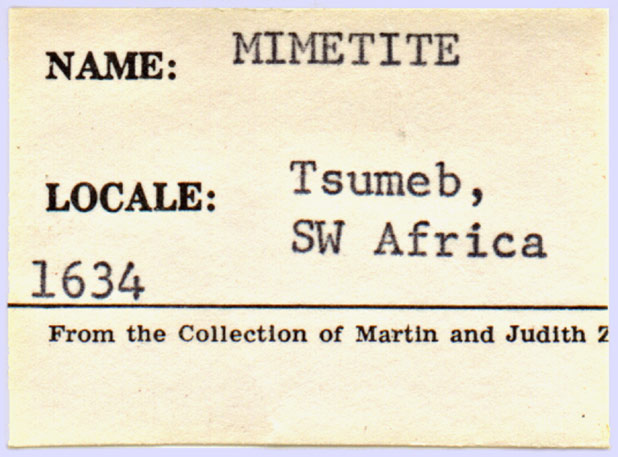 NAME: MIMETITE
LOCALE: Tsumeb,
SW Africa
1634
From the Collection of Martin and Judith